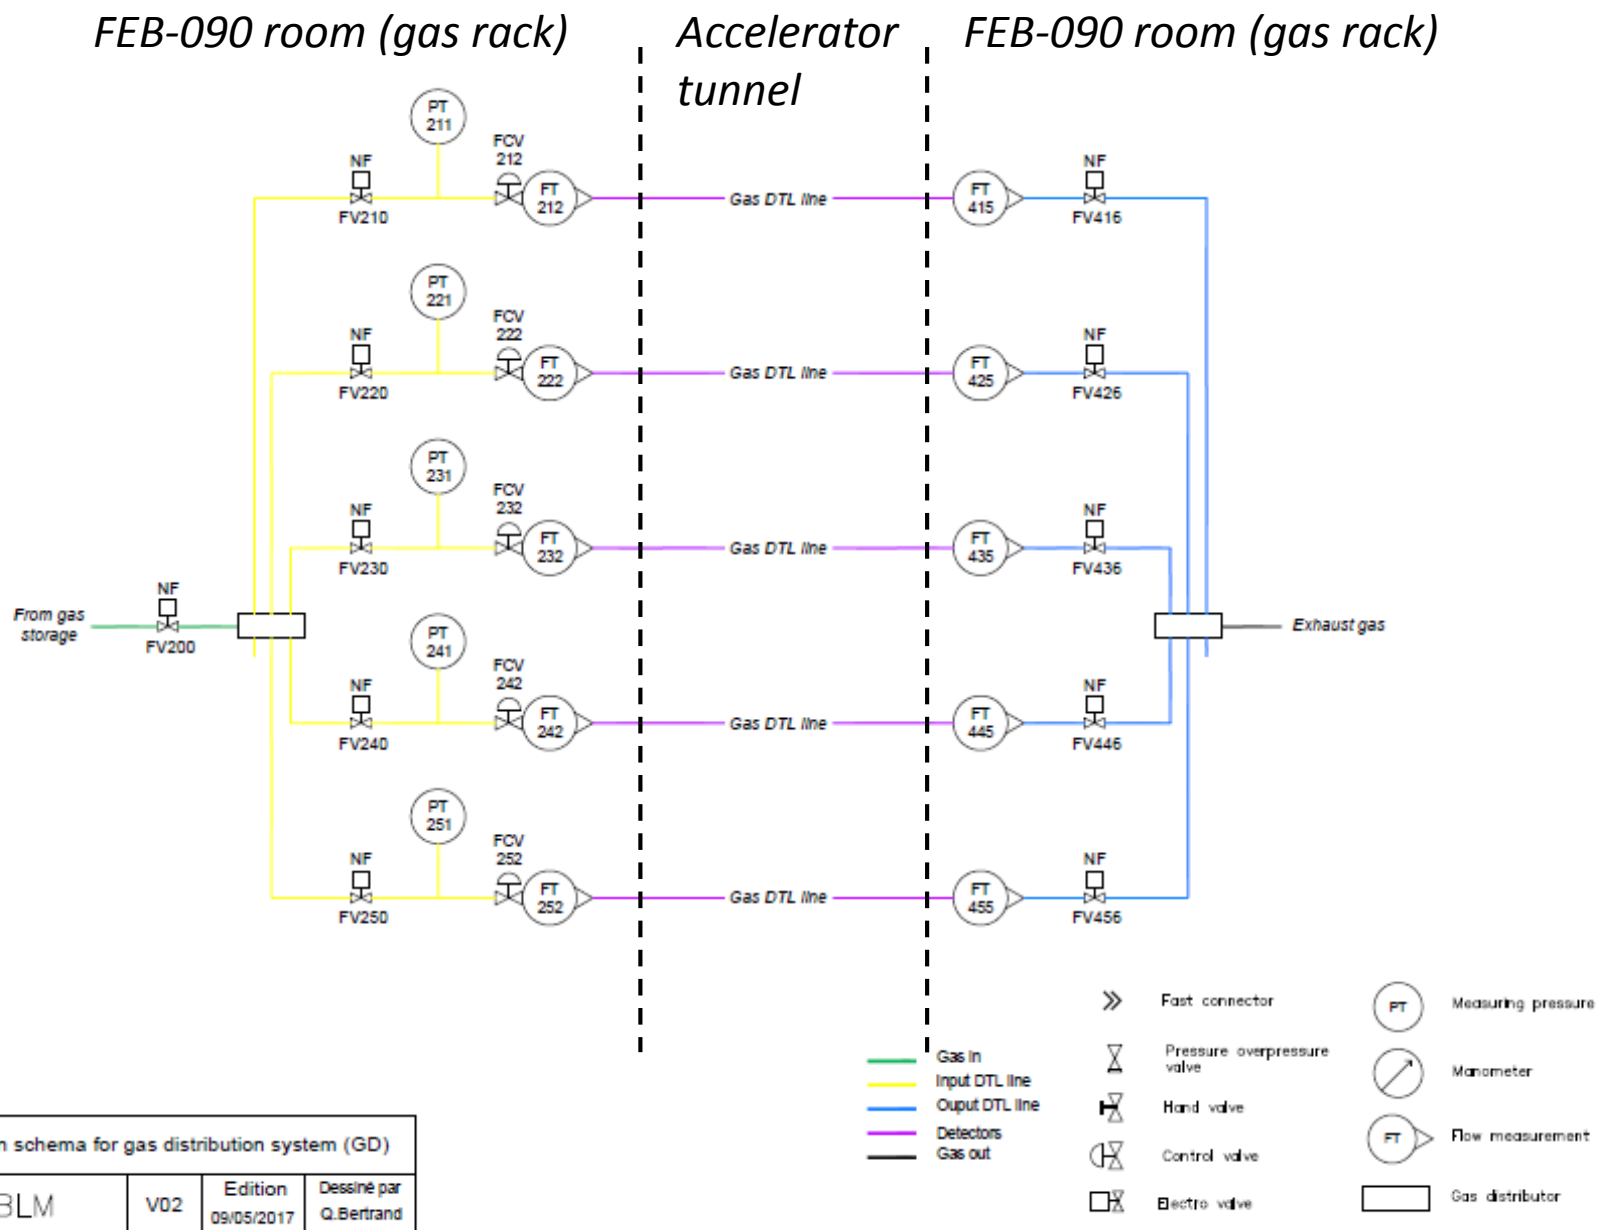 FEB-090 room (gas rack)
Accelerator
tunnel
FEB-090 room (gas rack)
PT
211
NF
FV210
FCV
212
FT
212
Gas DTL line
FT
415
NF
FV416
PT
221
NF
FV220
FCV
222
FT
222
Gas DTL line
FT
425
NF
FV426
PT
231
NF
FV230
FCV
232
FT
232
Gas DTL line
FT
435
NF
FV436
From gas
storage
NF
FV200
Exhaust gas
PT
241
NF
FV240
FCV
242
FT
242
Gas DTL line
FT
445
NF
FV446
PT
251
NF
FV250
FCV
252
FT
252
Gas DTL line
FT
455
NF
FV456
Gas in
Input DTL line
Ouput DTL line
Detectors
Gas out
Fast connector
Pressure overpressure
valve
Hand valve
Control valve
Electro valve
PT
Measuring pressure
Manometer
FT
Flow measurement
Gas distributor
schema for gas distribution system (GD)
BLM
V02
Edition
09/05/2017
Dessiné par
Q.Bertrand